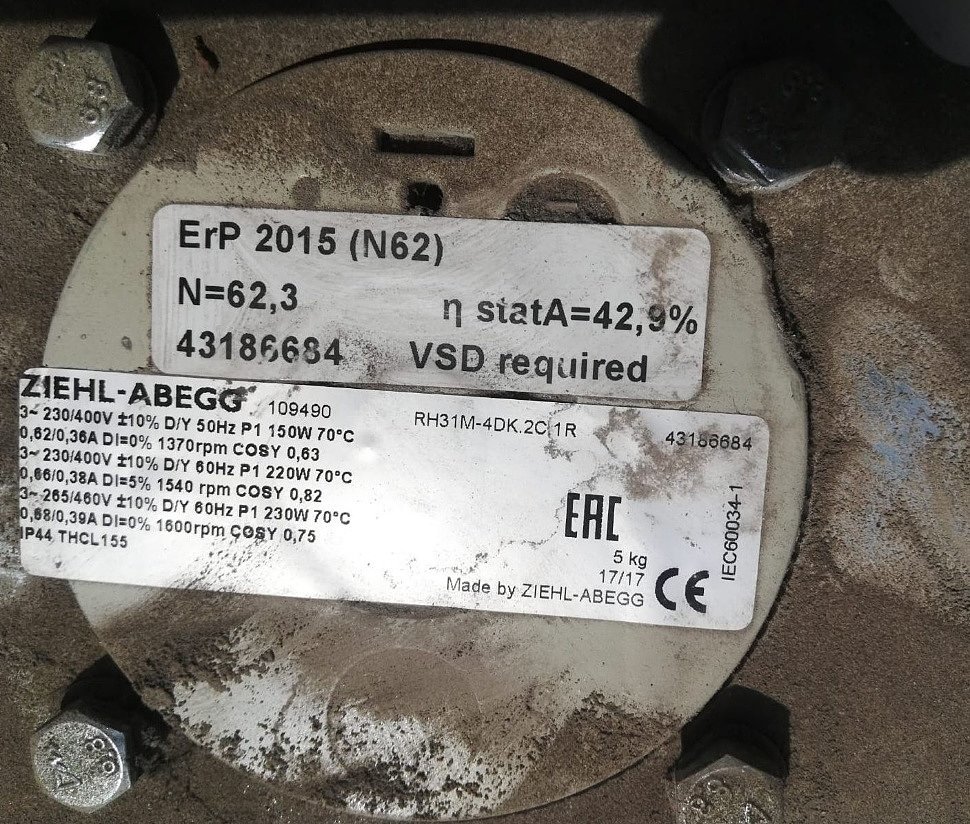 ErP 2015 (N62)
N=62,3 η statA=42,9%
43186684 VSD required
ZIEHL-ABEGG 109490 RH31M-4DK.2C.1R 43186684
3~ 230/400V ±10% D/Y 50Hz P1 150W 70°C
0,62/0,36A DI=0% 1370rpm COSY 0,63
3~ 230/400V ±10% D/Y 60Hz P1 220W 70°C
0,66/0,38A DI=5% 1540 rpm COSY 0,82
3~ 265/460V ±10% D/Y 60Hz P1 230W 70°C
0,68/0,39A DI=0% 1600rpm COSY 0,75
IP44 THCL155
EAC
5 kg
17/17
Made by ZIEHL-ABEGG CE
IEC60034-1
8.8
8.8